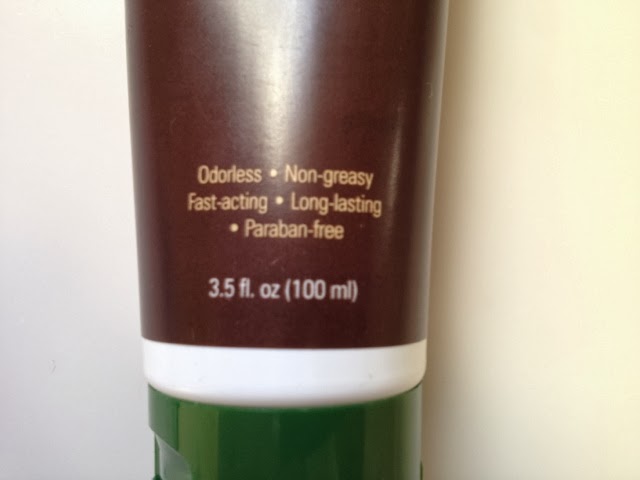 Odorless • Non-greasy
Fast-acting • Long-lasting
• Paraban-free
3.5 fl. oz (100 ml)